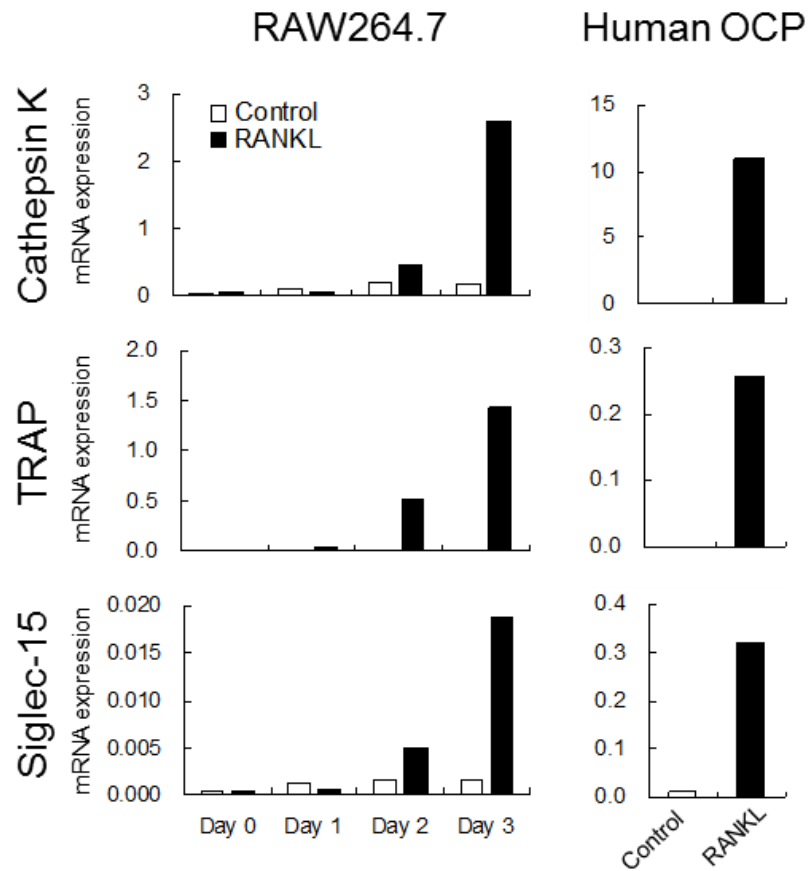 RAW264.7
Human OCP
Cathepsin K
mRNA expression
3
2
1
0
Control
RANKL
15
10
5
0
TRAP
mRNA expression
2.0
1.5
1.0
0.5
0.0
0.3
0.2
0.1
0.0
Siglec-15
mRNA expression
0.020
0.015
0.010
0.005
0.000
Day 0 Day 1 Day 2 Day 3
0.4
0.3
0.2
0.1
0.0
Control
RANKL